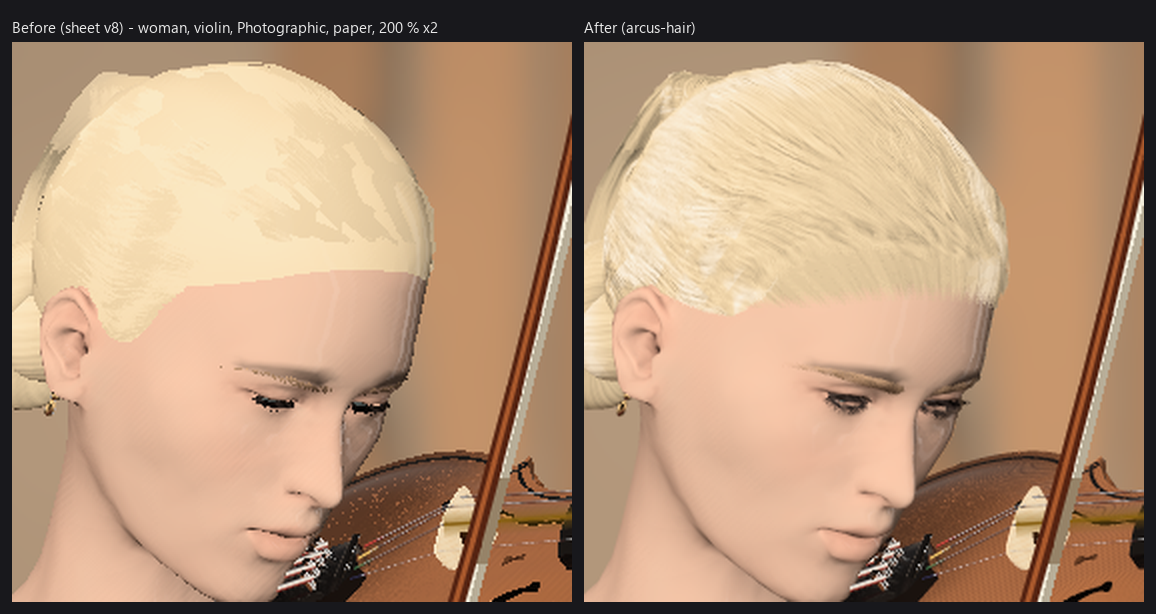 Before (sheet v8) - woman, violin, Photographic, paper, 200 % x2
After (arcus-hair)